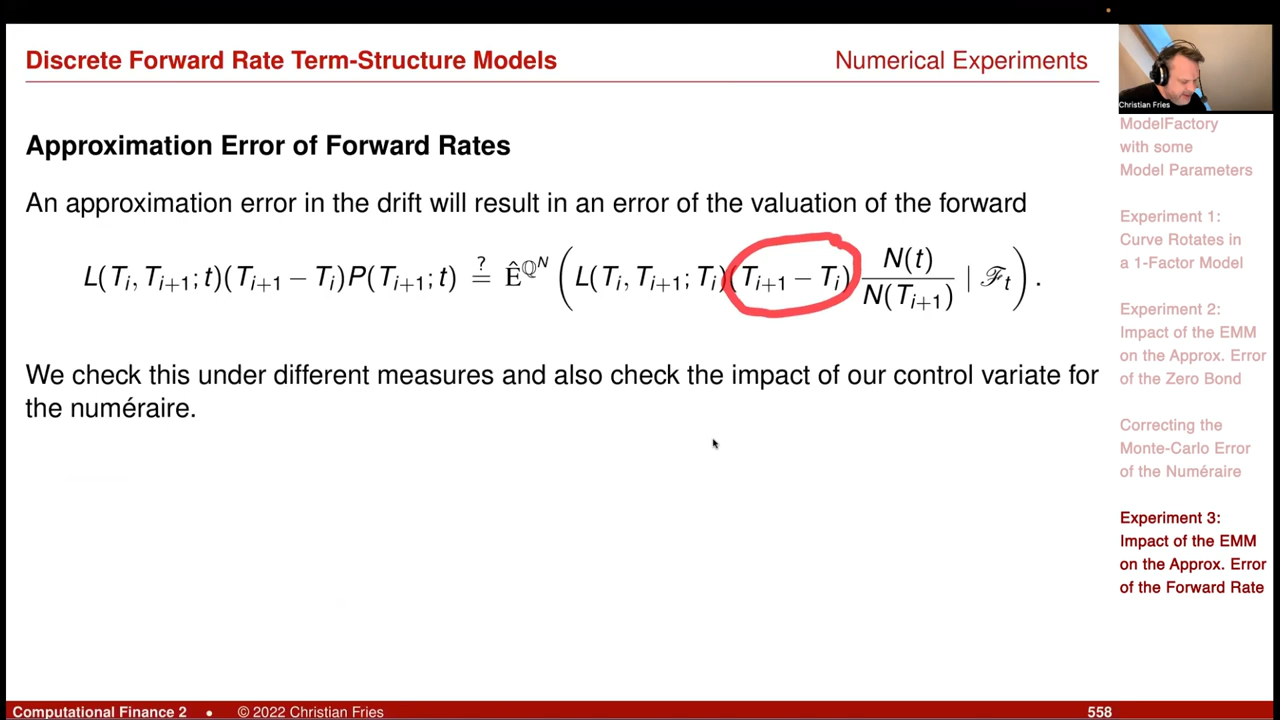 Discrete Forward Rate Term-Structure Models
Numerical Experiments
Christian Fries
Approximation Error of Forward Rates
An approximation error in the drift will result in an error of the valuation of the forward
L(T_i, T_{i+1}; t)(T_{i+1} − T_i)P(T_{i+1}; t) ≟ Ê^{ℚ^N} ( L(T_i, T_{i+1}; T_i)(T_{i+1} − T_i) N(t) / N(T_{i+1}) | ℱ_t ) .
We check this under different measures and also check the impact of our control variate for
the numéraire.
ModelFactory
with some
Model Parameters
Experiment 1:
Curve Rotates in
a 1-Factor Model
Experiment 2:
Impact of the EMM
on the Approx. Error
of the Zero Bond
Correcting the
Monte-Carlo Error
of the Numéraire
Experiment 3:
Impact of the EMM
on the Approx. Error
of the Forward Rate
Computational Finance 2 • © 2022 Christian Fries
558